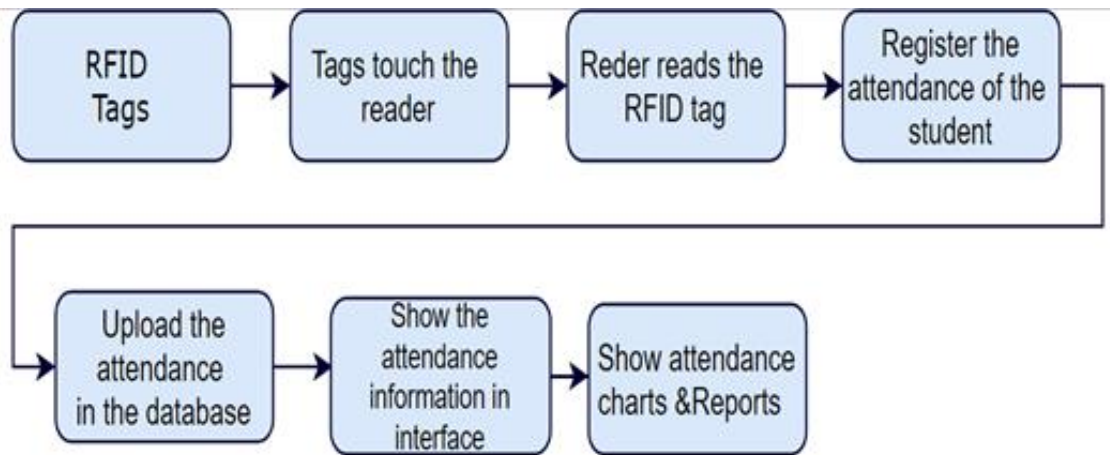 RFID
Tags
Tags touch the
reader
Reder reads the
RFID tag
Register the
attendance of the
student
Upload the
attendance
in the database
Show the
attendance
information in
interface
Show attendance
charts &Reports